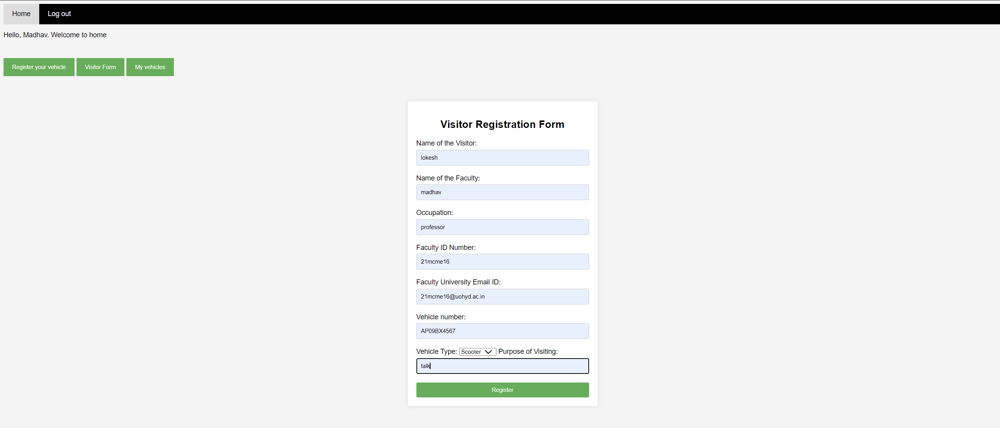 Home Log out
Hello, Madhav. Welcome to home
Register your vehicle Visitor Form My vehicles
Visitor Registration Form
Name of the Visitor:
lokesh
Name of the Faculty:
madhav
Occupation:
professor
Faculty ID Number:
21mcme16
Faculty University Email ID:
21mcme16@uohyd.ac.in
Vehicle number:
AP09BX4567
Vehicle Type: Scooter Purpose of Visiting:
talk
Register